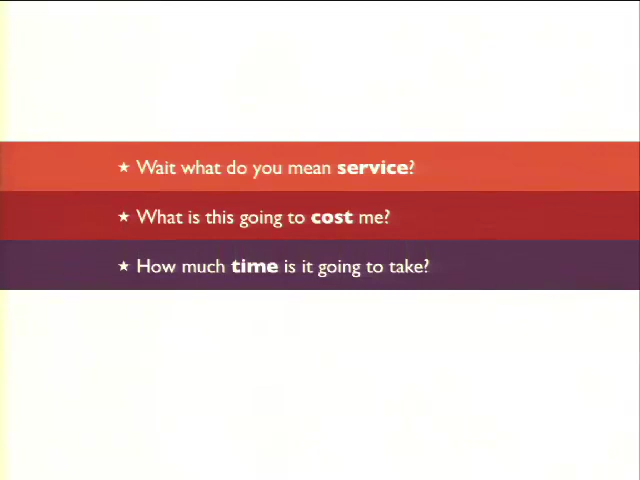 ★ Wait what do you mean service?
★ What is this going to cost me?
★ How much time is it going to take?